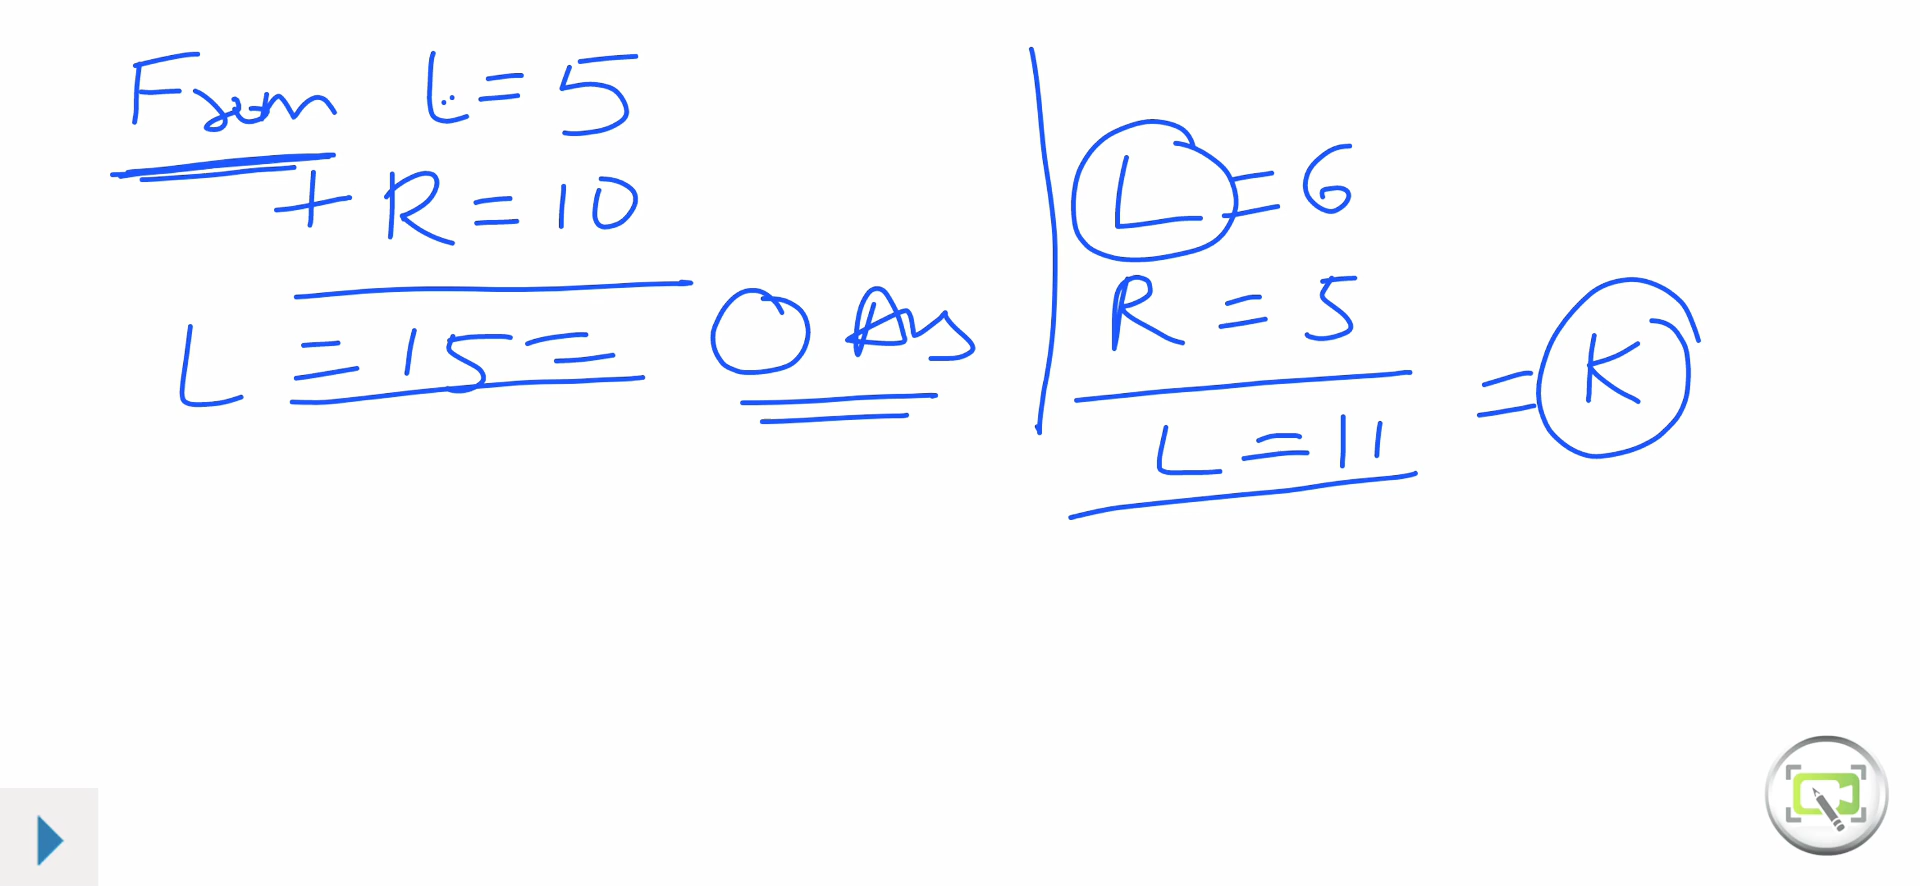 From L = 5
+ R = 10
L = 15 = O Ans
L = 6
R = 5
L = 11 = K